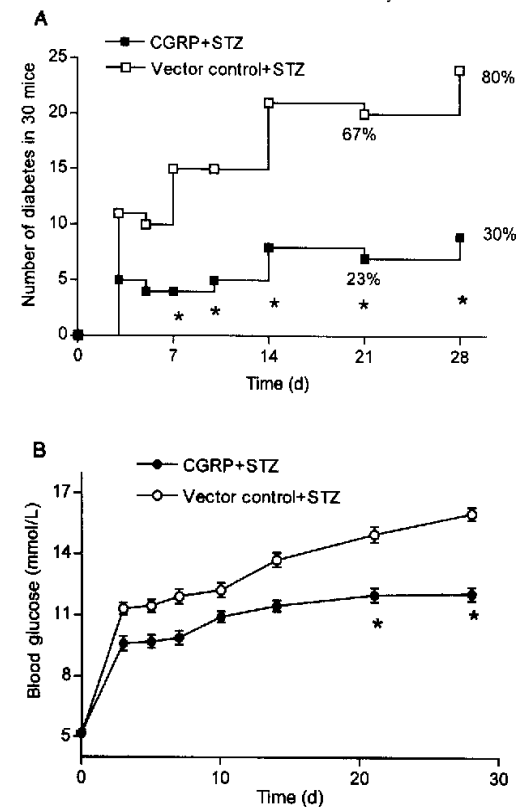 A
CGRP+STZ
Vector control+STZ
Number of diabetes in 30 mice
25
20
15
10
5
0
80%
67%
30%
23%
* * * * *
0 7 14 21 28
Time (d)
B
CGRP+STZ
Vector control+STZ
Blood glucose (mmol/L)
17
14
11
8
5
* *
0 10 20 30
Time (d)